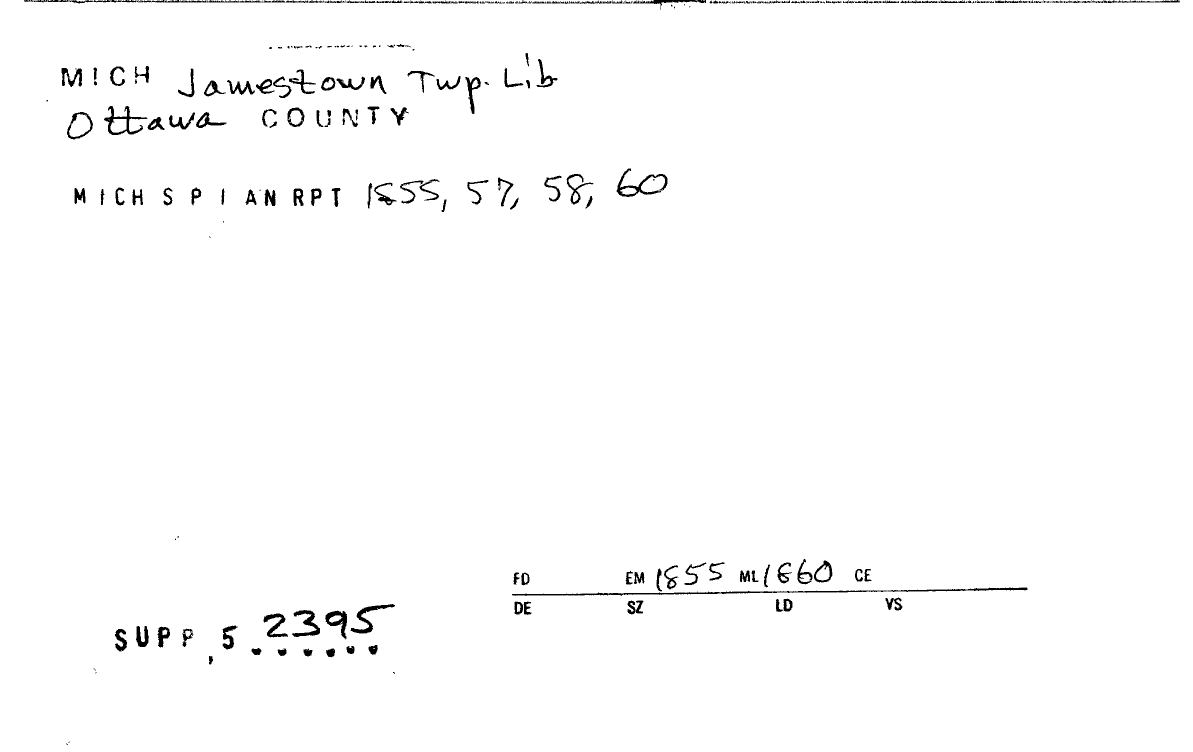 MICH Jamestown Twp. Lib
Ottawa COUNTY
MICH S P I AN RPT 1855, 57, 58, 60
FD EM 1855 ML 1860 CE
DE SZ LD VS
SUPP, 5 2395